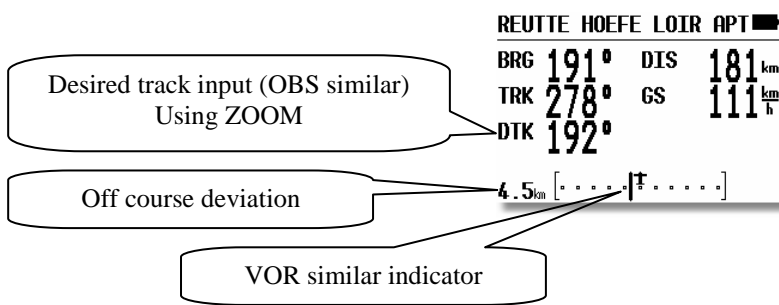 REUTTE HOEFE LOIR APT
BRG 191° DIS 181 km
TRK 278° GS 111 km/h
DTK 192°
4.5km
Desired track input (OBS similar)
Using ZOOM
Off course deviation
VOR similar indicator